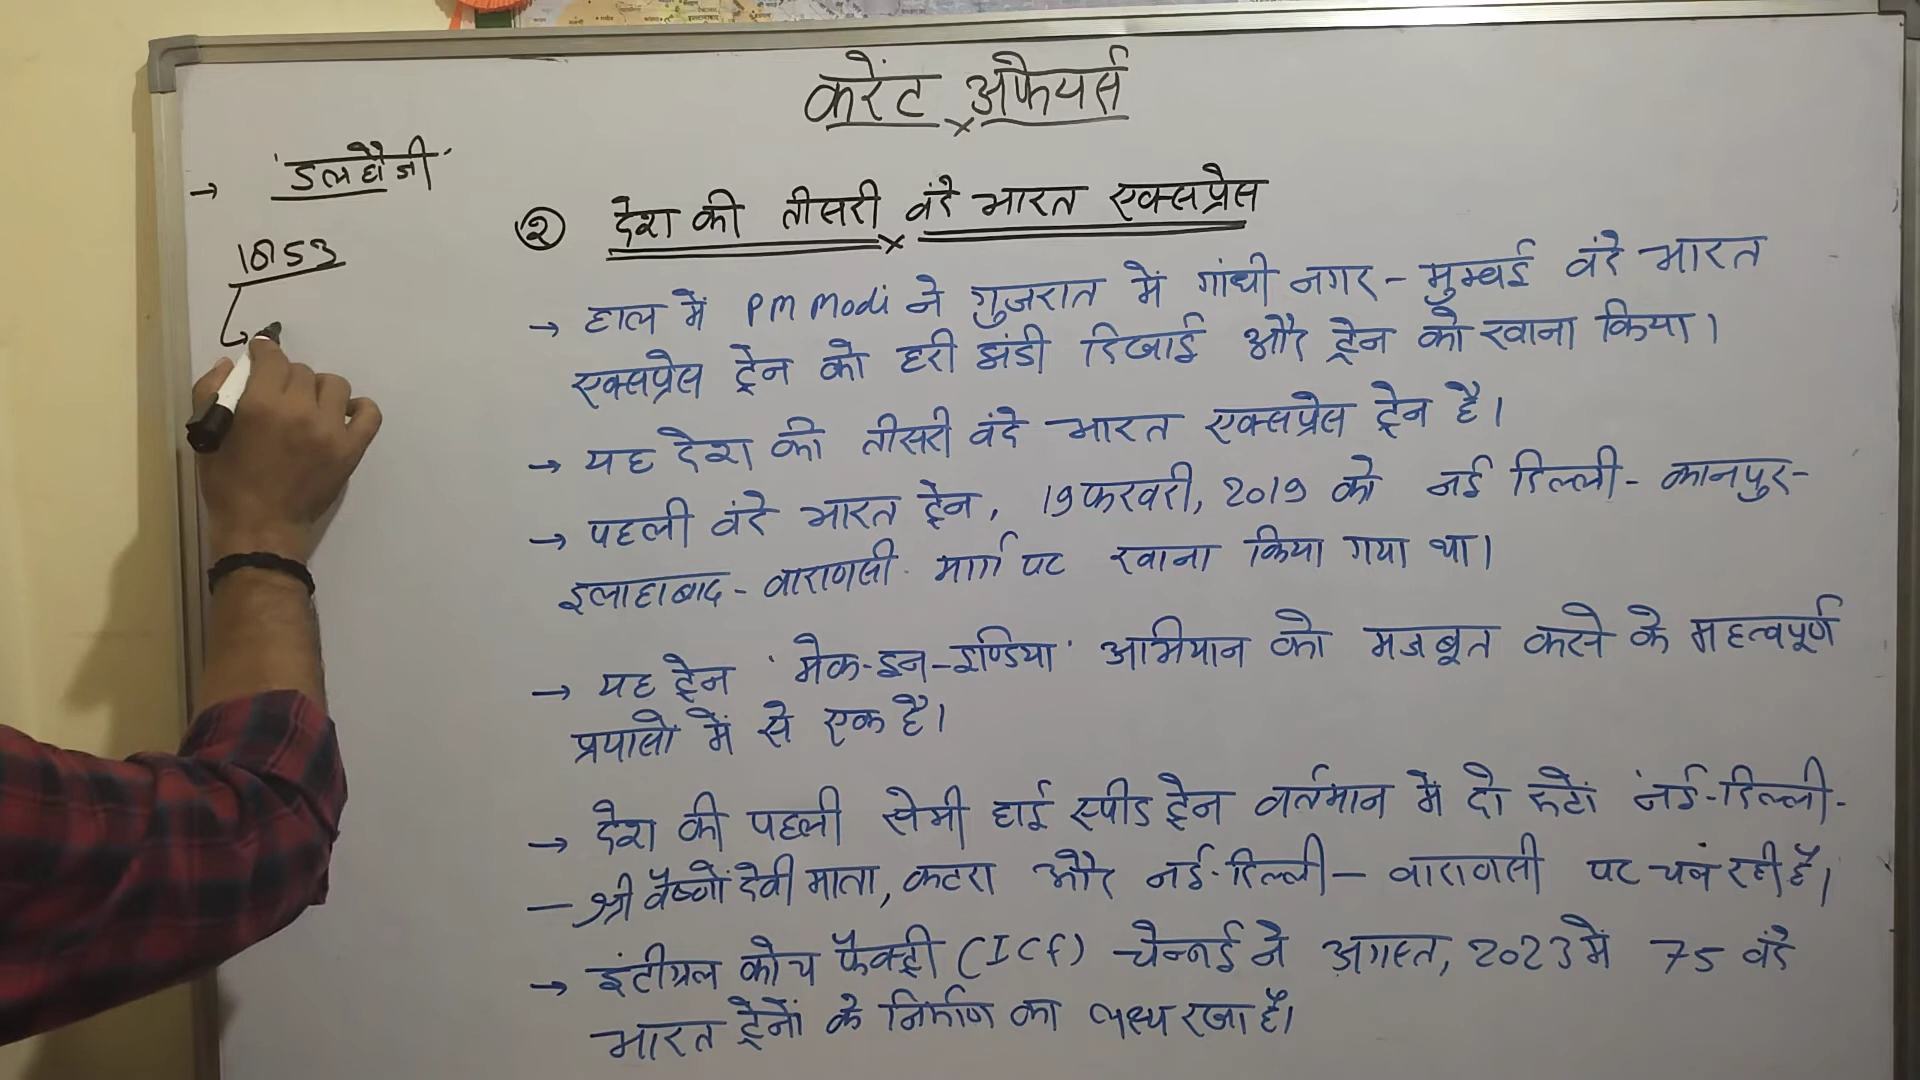 करेंट अफेयर्स
→ 'डलहौजी'
1853
② देश की तीसरी वंदे भारत एक्सप्रेस
→ हाल में PM Modi ने गुजरात में गांधी नगर - मुम्बई वंदे भारत
एक्सप्रेस ट्रेन को हरी झंडी दिखाई और ट्रेन को रवाना किया।
→ यह देश की तीसरी वंदे भारत एक्सप्रेस ट्रेन है।
→ पहली वंदे भारत ट्रेन, 19 फरवरी, 2019 को नई दिल्ली - कानपुर -
इलाहाबाद - वाराणसी मार्ग पर रवाना किया गया था।
→ यह ट्रेन 'मेक-इन-इण्डिया' अभियान को मजबूत करने के महत्वपूर्ण
प्रयासों में से एक है।
→ देश की पहली सेमी हाई स्पीड ट्रेन वर्तमान में दो रूटों नई-दिल्ली -
- श्री वैष्णो देवी माता, कटरा और नई-दिल्ली - वाराणसी पर चल रही है।
→ इंटीग्रल कोच फैक्ट्री (ICf) चेन्नई ने अगस्त, 2023 में 75 वंदे
भारत ट्रेनों के निर्माण का लक्ष्य रखा है।